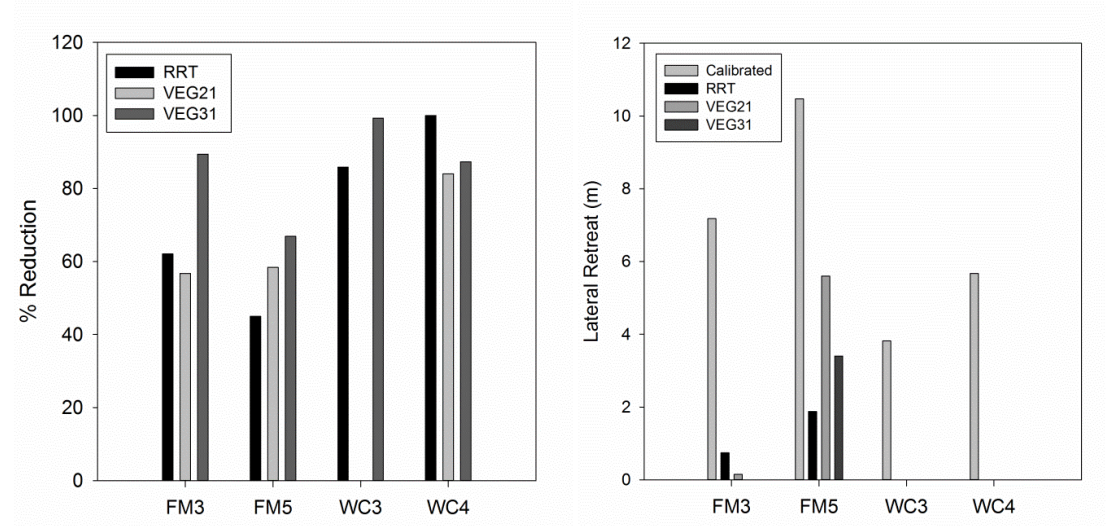 120
100
80
60
40
20
0
% Reduction
RRT
VEG21
VEG31
FM3 FM5 WC3 WC4
12
10
8
6
4
2
0
Lateral Retreat (m)
Calibrated
RRT
VEG21
VEG31
FM3 FM5 WC3 WC4